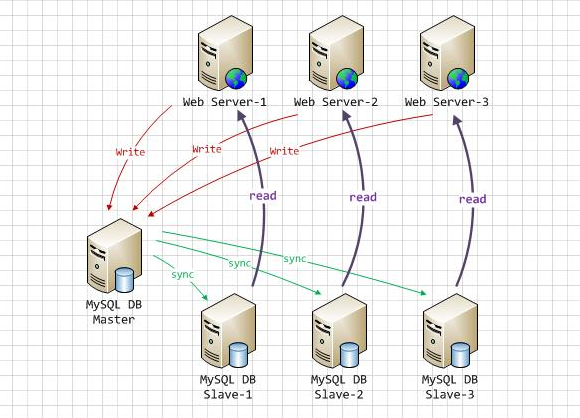 Web Server-1
Web Server-2
Web Server-3
Write
Write
Write
read
read
read
sync
sync
sync
MySQL DB
Master
MySQL DB
Slave-1
MySQL DB
Slave-2
MySQL DB
Slave-3